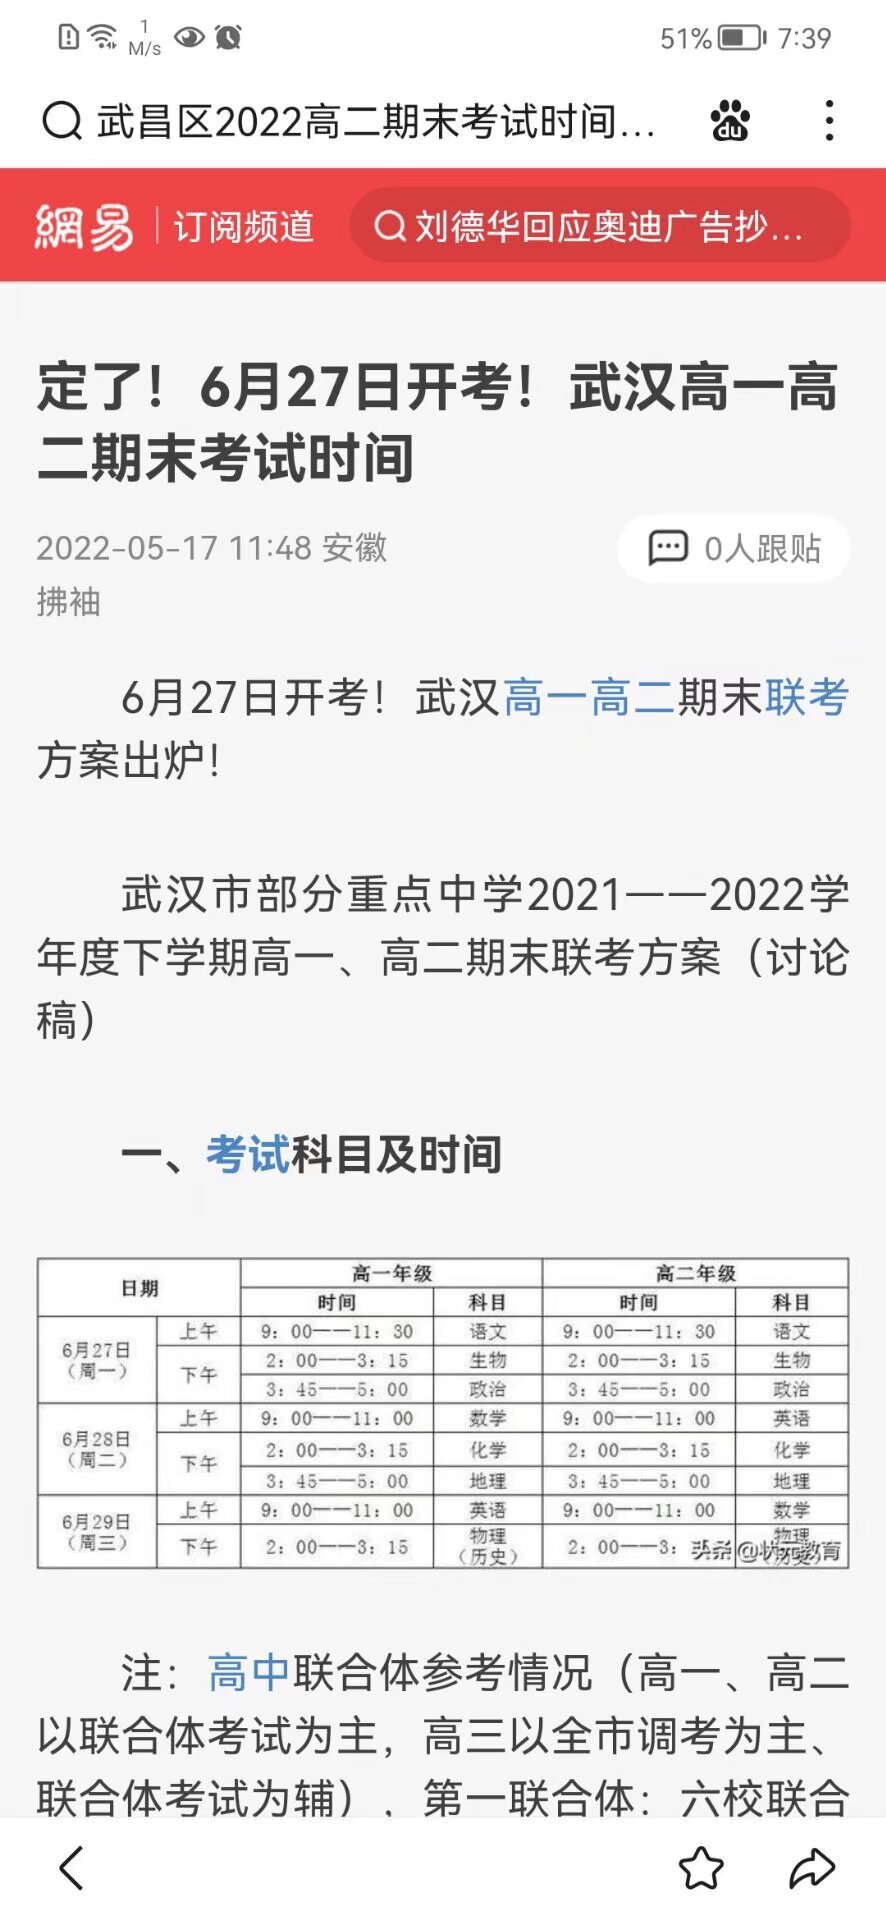 1
M/s
51%
7:39
武昌区2022高二期末考试时间...
du
網易
订阅频道
刘德华回应奥迪广告抄...
定了！6月27日开考！武汉高一高
二期末考试时间
2022-05-17 11:48 安徽
0人跟贴
拂袖
6月27日开考！武汉高一高二期末联考
方案出炉！
武汉市部分重点中学2021——2022学
年度下学期高一、高二期末联考方案（讨论
稿）
一、考试科目及时间
日期 高一年级 高二年级
时间 科目 时间 科目
6月27日（周一） 上午 9：00——11：30 语文 9：00——11：30 语文
下午 2：00——3：15 生物 2：00——3：15 生物
3：45——5：00 政治 3：45——5：00 政治
6月28日（周二） 上午 9：00——11：00 数学 9：00——11：00 英语
下午 2：00——3：15 化学 2：00——3：15 化学
3：45——5：00 地理 3：45——5：00 地理
6月29日（周三） 上午 9：00——11：00 英语 9：00——11：00 数学
下午 2：00——3：15 物理（历史） 2：00——3： 物理
头条@状元教育
注：高中联合体参考情况（高一、高二
以联合体考试为主，高三以全市调考为主、
联合体考试为辅），第一联合体：六校联合